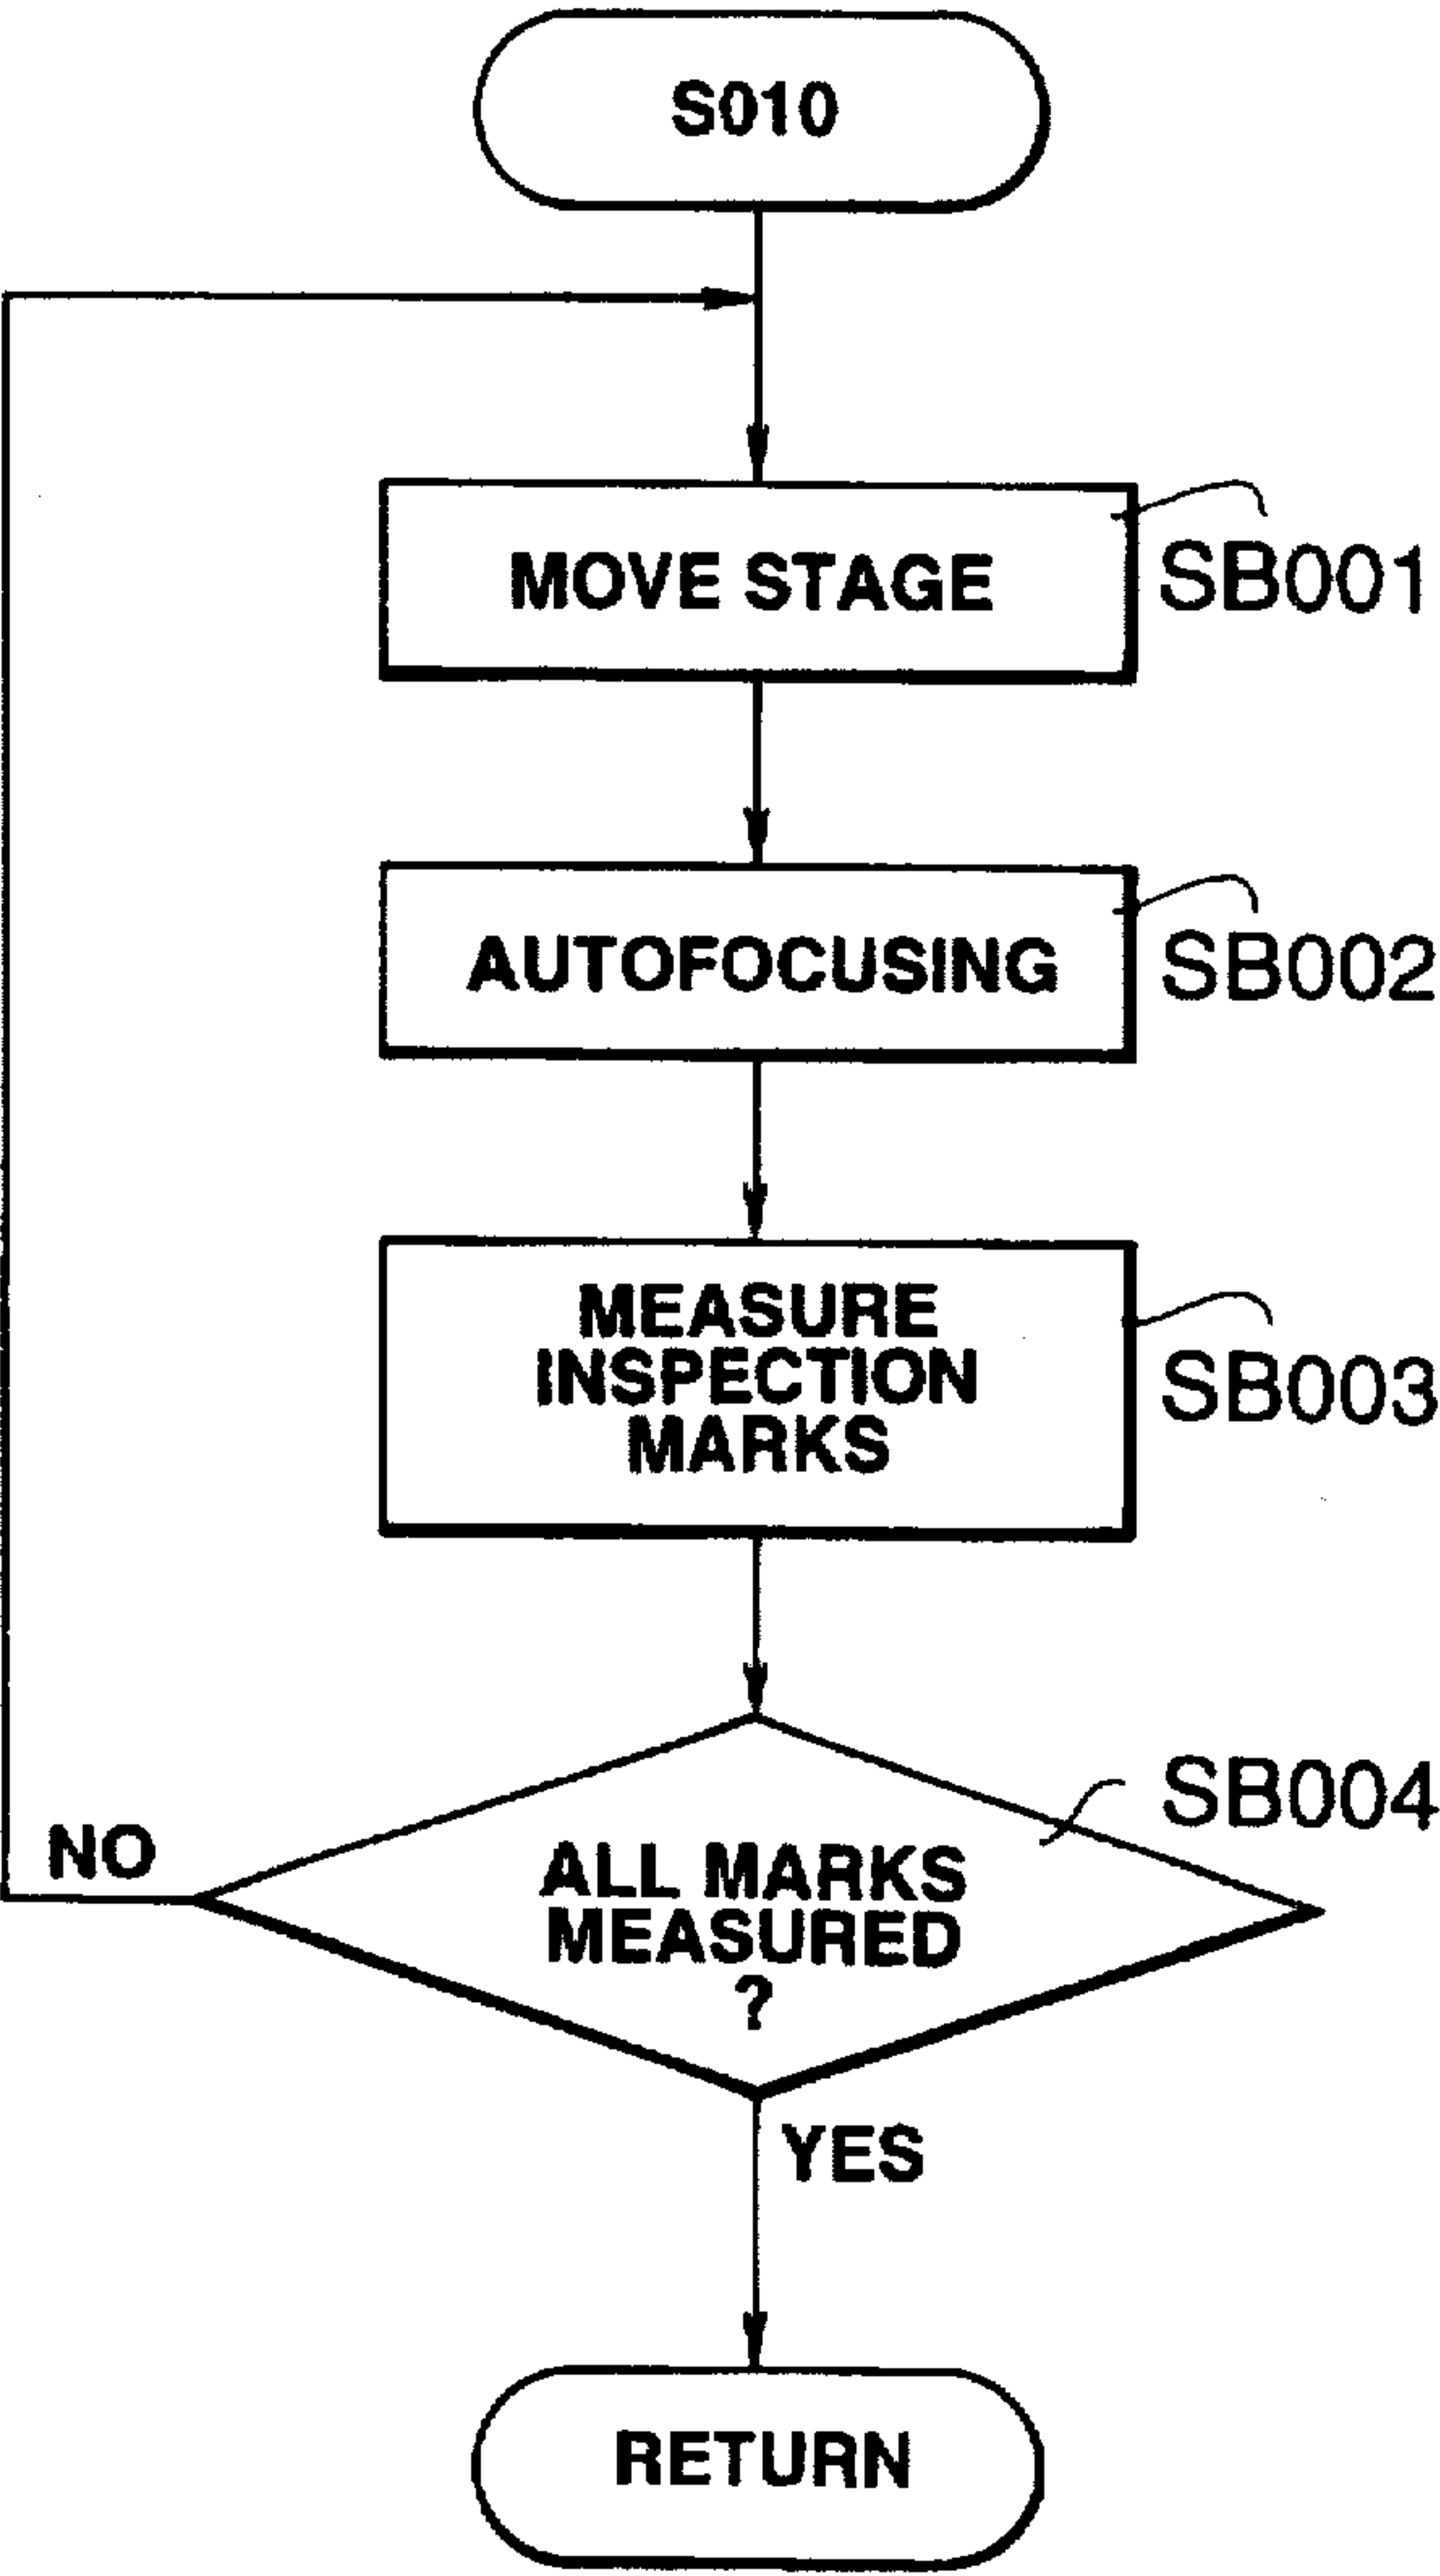 S010
MOVE STAGE
SB001
AUTOFOCUSING
SB002
MEASURE
INSPECTION
MARKS
SB003
SB004
NO
ALL MARKS
MEASURED
?
YES
RETURN